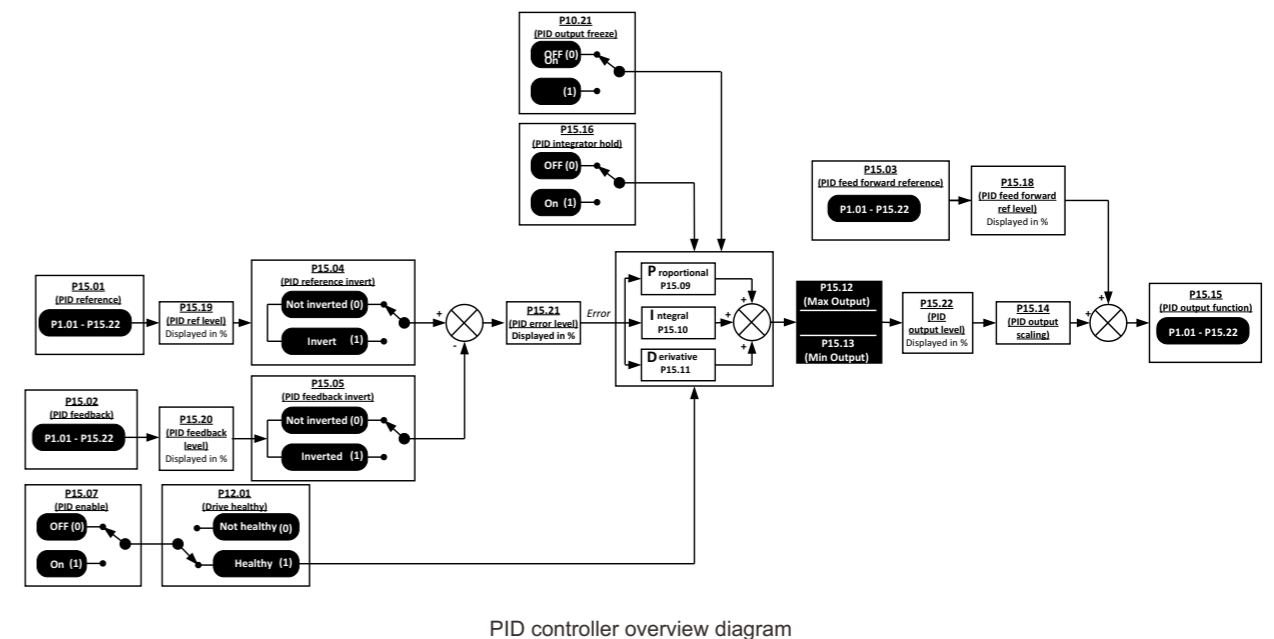 P10.21
(PID output freeze)
OFF (0)
On
(1)
P15.16
(PID integrator hold)
OFF (0)
On (1)
P15.03
(PID feed forward reference)
P1.01 - P15.22
P15.18
(PID feed forward
ref level)
Displayed in %
P15.01
(PID reference)
P1.01 - P15.22
P15.19
(PID ref level)
Displayed in %
P15.04
(PID reference invert)
Not inverted (0)
Invert (1)
+
-
P15.21
(PID error level)
Displayed in %
Error
Proportional
P15.09
Integral
P15.10
Derivative
P15.11
+
+
+
P15.12
(Max Output)
P15.13
(Min Output)
P15.22
(PID
output level)
Displayed in %
P15.14
(PID output
scaling)
+
+
P15.15
(PID output function)
P1.01 - P15.22
P15.02
(PID feedback)
P1.01 - P15.22
P15.20
(PID feedback
level)
Displayed in %
P15.05
(PID feedback invert)
Not inverted (0)
Inverted (1)
P15.07
(PID enable)
OFF (0)
On (1)
P12.01
(Drive healthy)
Not healthy (0)
Healthy (1)
PID controller overview diagram